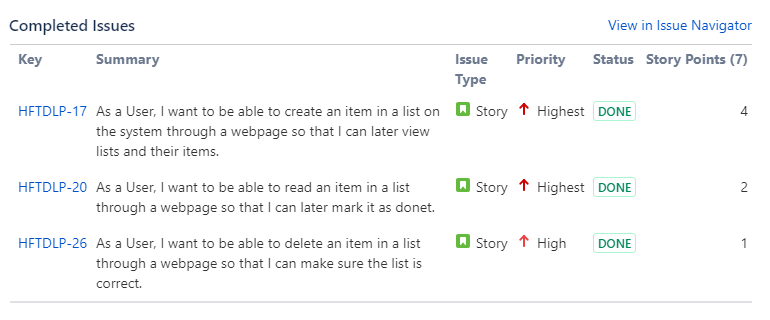 Completed Issues View in Issue Navigator
Key Summary Issue Type Priority Status Story Points (7)
HFTDLP-17 As a User, I want to be able to create an item in a list on Story Highest DONE 4
the system through a webpage so that I can later view
lists and their items.
HFTDLP-20 As a User, I want to be able to read an item in a list Story Highest DONE 2
through a webpage so that I can later mark it as donet.
HFTDLP-26 As a User, I want to be able to delete an item in a list Story High DONE 1
through a webpage so that I can make sure the list is
correct.